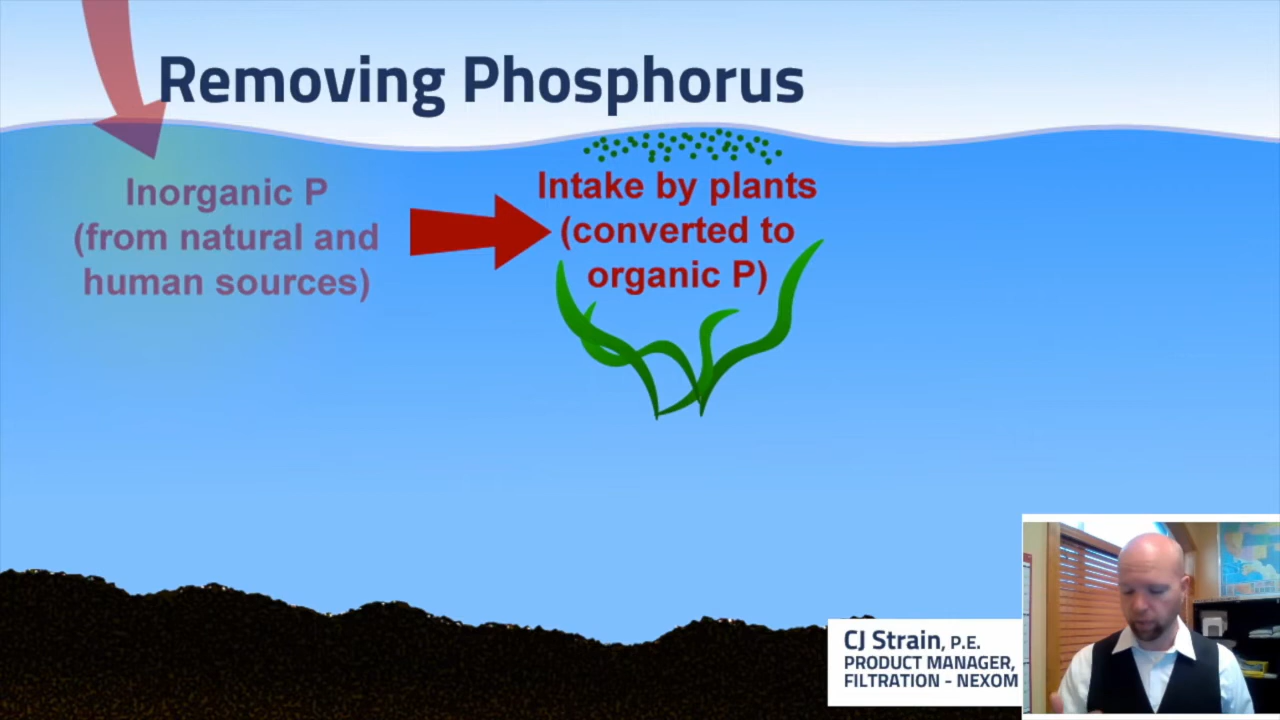 Removing Phosphorus
Inorganic P
(from natural and
human sources)
Intake by plants
(converted to
organic P)
CJ Strain, P.E.
PRODUCT MANAGER,
FILTRATION - NEXOM